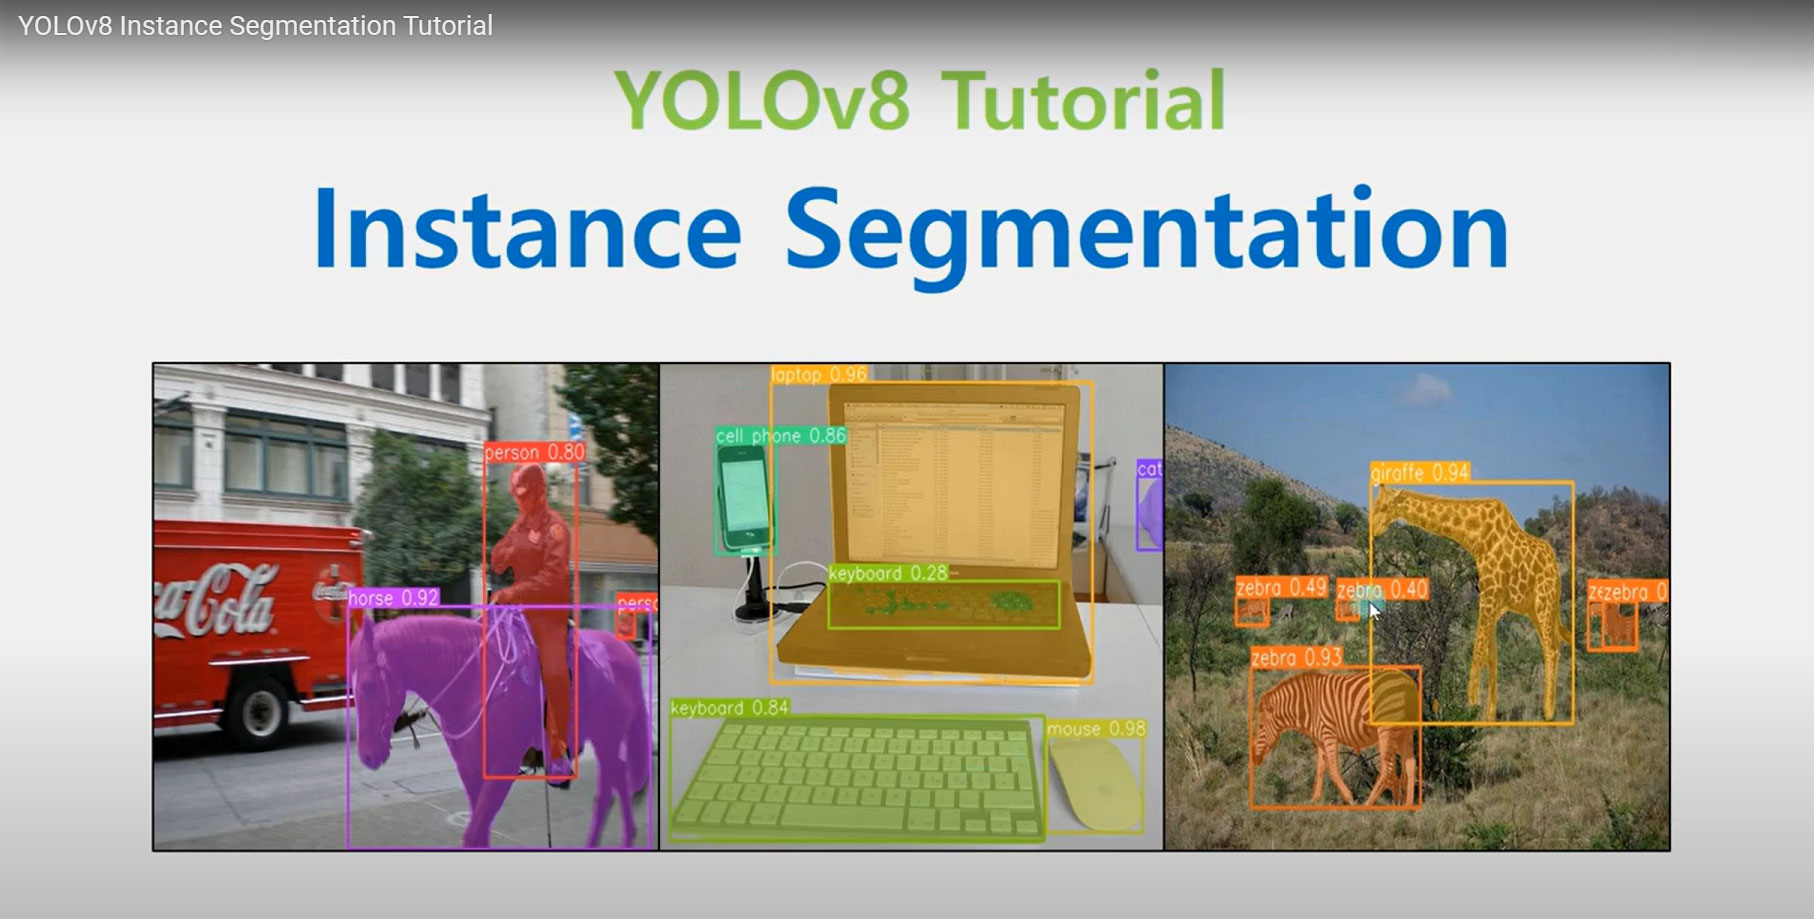 YOLOv8 Instance Segmentation Tutorial
YOLOv8 Tutorial
Instance Segmentation
person 0.80
horse 0.92
perso
Coca-Cola
laptop 0.96
cell phone 0.86
cat
keyboard 0.28
keyboard 0.84
mouse 0.98
giraffe 0.94
zebra 0.49
zebra 0.40
zebra 0
zebra 0.93